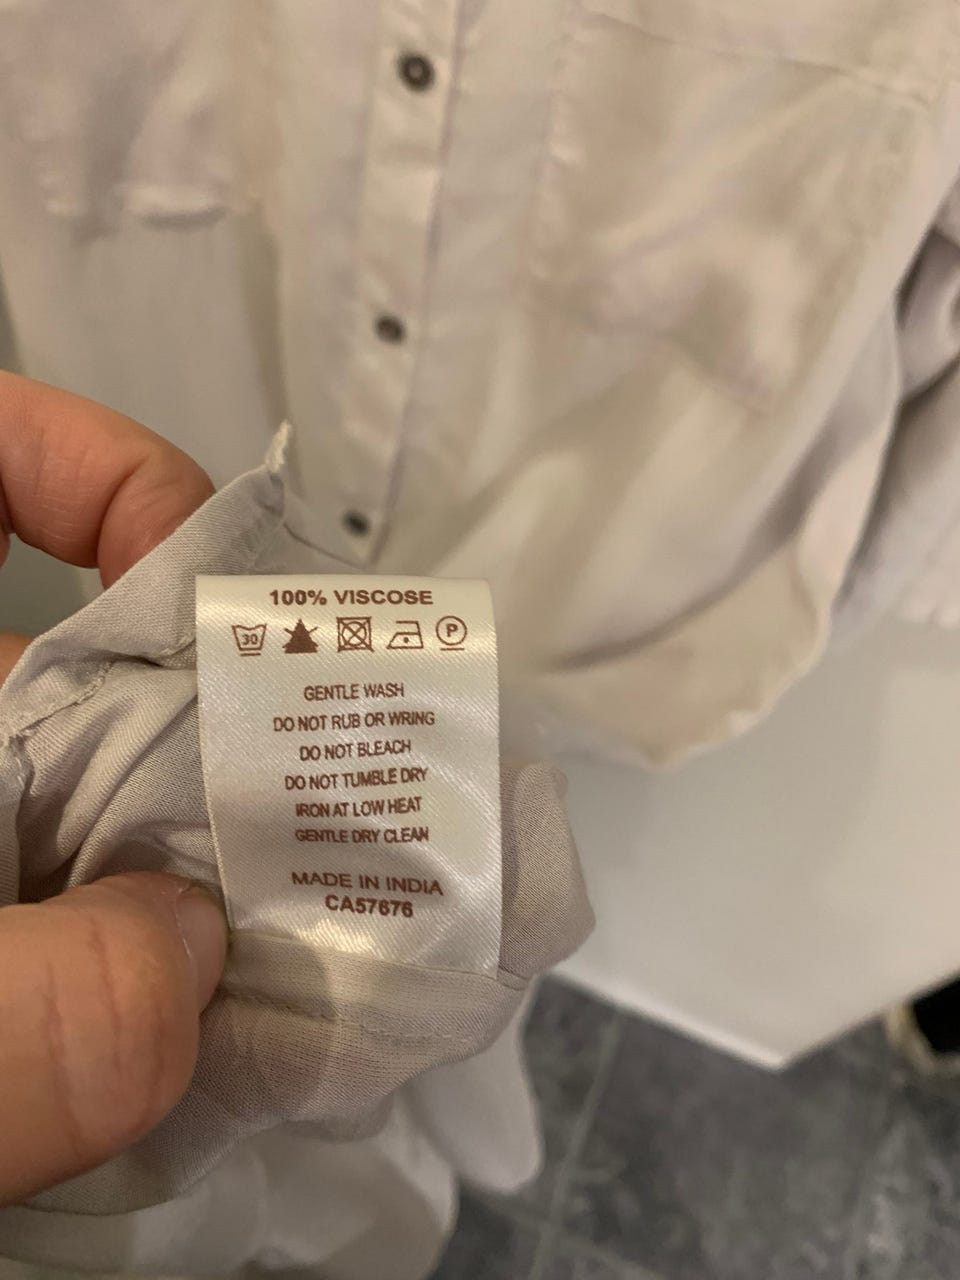 100% VISCOSE
30 P
GENTLE WASH
DO NOT RUB OR WRING
DO NOT BLEACH
DO NOT TUMBLE DRY
IRON AT LOW HEAT
GENTLE DRY CLEAN
MADE IN INDIA
CA57676